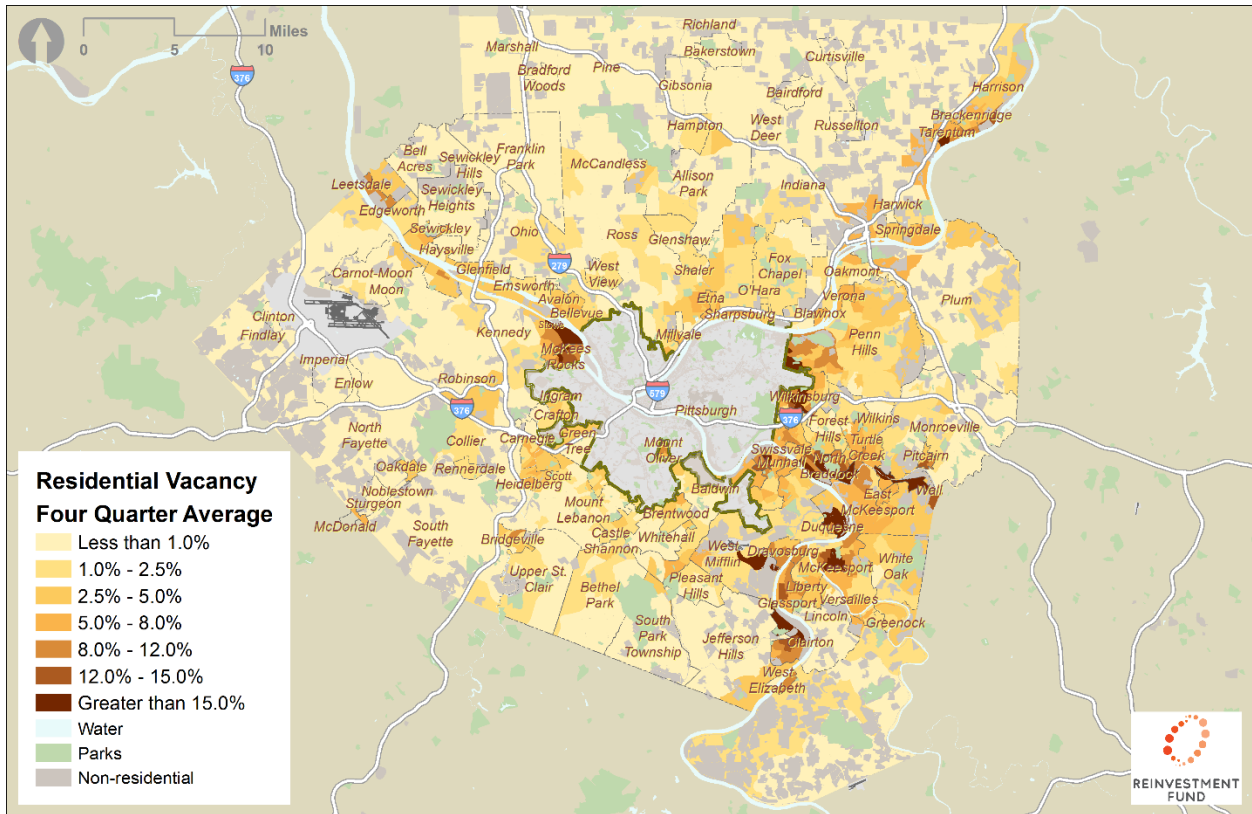 Miles
0 5 10
376
Richland
Marshall
Bakerstown
Curtisville
Bradford
Woods
Pine
Gibsonia
Bairdford
Harrison
Hampton
West
Deer
Russellton
Brackenridge
Tarentum
Bell
Acres
Sewickley
Hills
Franklin
Park
McCandless
Allison
Park
Indiana
Leetsdale
Sewickley
Heights
Edgeworth
Harwick
Springdale
Sewickley
Haysville
Ohio
Ross
Glenshaw
Fox
Chapel
Carnot-Moon
Moon
Glenfield
279
West
View
Shaler
Oakmont
Emsworth
Avalon
Bellevue
Etna
Sharpsburg
O'Hara
Verona
Blawnox
Plum
Clinton
Findlay
Kennedy
Stowe
Millvale
McKees
Rocks
Penn
Hills
Imperial
Enlow
Robinson
376
Ingram
Crafton
579
Pittsburgh
Wilkinsburg
376
Forest
Hills
Wilkins
Monroeville
North
Fayette
Collier
Carnegie
Green
Tree
Mount
Oliver
Swissvale
Munhall
Turtle
Creek
North
Braddock
Pitcairn
Oakdale
Rennerdale
Heidelberg
Scott
Baldwin
East
McKeesport
Wall
Noblestown
Sturgeon
McDonald
South
Fayette
Mount
Lebanon
Castle
Shannon
Brentwood
Whitehall
Duquesne
Bridgeville
West
Mifflin
Dravosburg
McKeesport
White
Oak
Upper St.
Clair
Bethel
Park
Pleasant
Hills
Liberty
Glassport
Versailles
Lincoln
Greenock
South
Park
Township
Jefferson
Hills
Clairton
West
Elizabeth
Residential Vacancy
Four Quarter Average
Less than 1.0%
1.0% - 2.5%
2.5% - 5.0%
5.0% - 8.0%
8.0% - 12.0%
12.0% - 15.0%
Greater than 15.0%
Water
Parks
Non-residential
REINVESTMENT
FUND